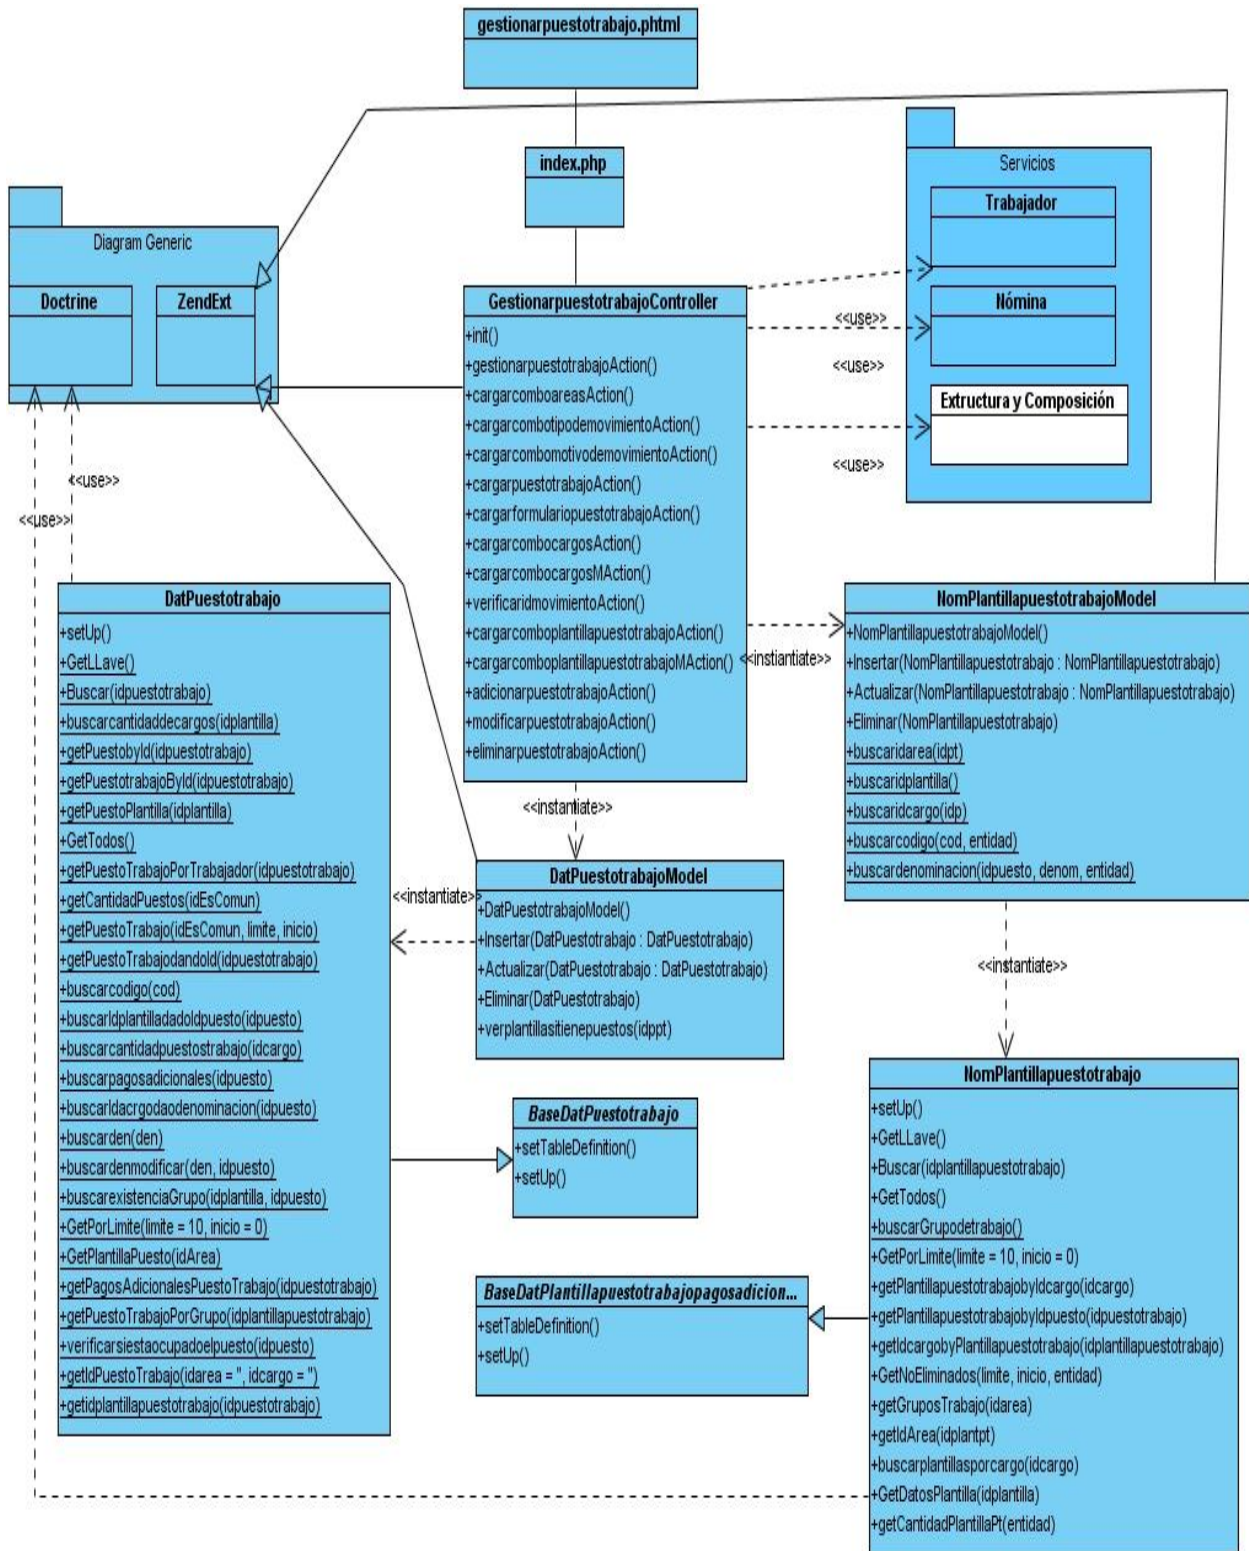 gestionarpuestotrabajo.phtml
index.php
Servicios
Trabajador
Nómina
Extructura y Composición
Diagram Generic
Doctrine
ZendExt
GestionarpuestotrabajoController
+init()
+gestionarpuestotrabajoAction()
+cargarcomboareasAction()
+cargarcombotipodemovimientoAction()
+cargarcombomotivodemovimientoAction()
+cargarpuestotrabajoAction()
+cargarformulariopuestotrabajoAction()
+cargarcombocargosAction()
+cargarcombocargosMAction()
+verificaridmovimientoAction()
+cargarcomboplantillapuestotrabajoAction()
+cargarcomboplantillapuestotrabajoMAction()
+adicionarpuestotrabajoAction()
+modificarpuestotrabajoAction()
+eliminarpuestotrabajoAction()
<<use>>
<<use>>
<<use>>
<<use>>
<<use>>
<<instantiate>>
<<instantiate>>
<<instantiate>>
<<instantiate>>
DatPuestotrabajo
+setUp()
+GetLLave()
+Buscar(idpuestotrabajo)
+buscarcantidaddecargos(idplantilla)
+getPuestobyId(idpuestotrabajo)
+getPuestotrabajoById(idpuestotrabajo)
+getPuestoPlantilla(idplantilla)
+GetTodos()
+getPuestoTrabajoPorTrabajador(idpuestotrabajo)
+getCantidadPuestos(idEsComun)
+getPuestoTrabajo(idEsComun, limite, inicio)
+getPuestoTrabajodandoId(idpuestotrabajo)
+buscarcodigo(cod)
+buscarIdplantilladadoIdpuesto(idpuesto)
+buscarcantidadpuestostrabajo(idcargo)
+buscarpagosadicionales(idpuesto)
+buscarIdacrgodaodenominacion(idpuesto)
+buscarden(den)
+buscardenmodificar(den, idpuesto)
+buscarexistenciaGrupo(idplantilla, idpuesto)
+GetPorLimite(limite = 10, inicio = 0)
+GetPlantillaPuesto(idArea)
+getPagosAdicionalesPuestoTrabajo(idpuestotrabajo)
+getPuestoTrabajoPorGrupo(idplantillapuestotrabajo)
+verificarsiestaocupadoelpuesto(idpuesto)
+getIdPuestoTrabajo(idarea = '', idcargo = '')
+getidplantillapuestotrabajo(idpuestotrabajo)
NomPlantillapuestotrabajoModel
+NomPlantillapuestotrabajoModel()
+Insertar(NomPlantillapuestotrabajo : NomPlantillapuestotrabajo)
+Actualizar(NomPlantillapuestotrabajo : NomPlantillapuestotrabajo)
+Eliminar(NomPlantillapuestotrabajo)
+buscaridarea(idpt)
+buscaridplantilla()
+buscaridcargo(idp)
+buscarcodigo(cod, entidad)
+buscardenominacion(idpuesto, denom, entidad)
DatPuestotrabajoModel
+DatPuestotrabajoModel()
+Insertar(DatPuestotrabajo : DatPuestotrabajo)
+Actualizar(DatPuestotrabajo : DatPuestotrabajo)
+Eliminar(DatPuestotrabajo)
+verplantillasitienepuestos(idppt)
BaseDatPuestotrabajo
+setTableDefinition()
+setUp()
BaseDatPlantillapuestotrabajopagosadicion...
+setTableDefinition()
+setUp()
NomPlantillapuestotrabajo
+setUp()
+GetLLave()
+Buscar(idplantillapuestotrabajo)
+GetTodos()
+buscarGrupodetrabajo()
+GetPorLimite(limite = 10, inicio = 0)
+getPlantillapuestotrabajobyIdcargo(idcargo)
+getPlantillapuestotrabajobyIdpuesto(idpuestotrabajo)
+getIdcargobyPlantillapuestotrabajo(idplantillapuestotrabajo)
+GetNoEliminados(limite, inicio, entidad)
+getGruposTrabajo(idarea)
+getIdArea(idplantpt)
+buscarplantillasporcargo(idcargo)
+GetDatosPlantilla(idplantilla)
+getCantidadPlantillaPt(entidad)